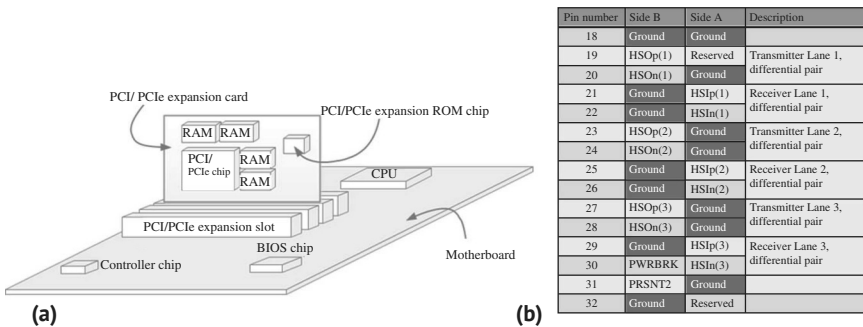 PCI/ PCIe expansion card
PCI/PCIe expansion ROM chip
RAM RAM
PCI/
PCIe chip
RAM
RAM
CPU
PCI/PCIe expansion slot
BIOS chip
Motherboard
Controller chip
(a)
(b)
Pin number Side B Side A Description
18 Ground Ground
19 HSOp(1) Reserved Transmitter Lane 1,
20 HSOn(1) Ground differential pair
21 Ground HSIp(1) Receiver Lane 1,
22 Ground HSIn(1) differential pair
23 HSOp(2) Ground Transmitter Lane 2,
24 HSOn(2) Ground differential pair
25 Ground HSIp(2) Receiver Lane 2,
26 Ground HSIn(2) differential pair
27 HSOp(3) Ground Transmitter Lane 3,
28 HSOn(3) Ground differential pair
29 Ground HSIp(3) Receiver Lane 3,
30 PWRBRK HSIn(3) differential pair
31 PRSNT2 Ground
32 Ground Reserved